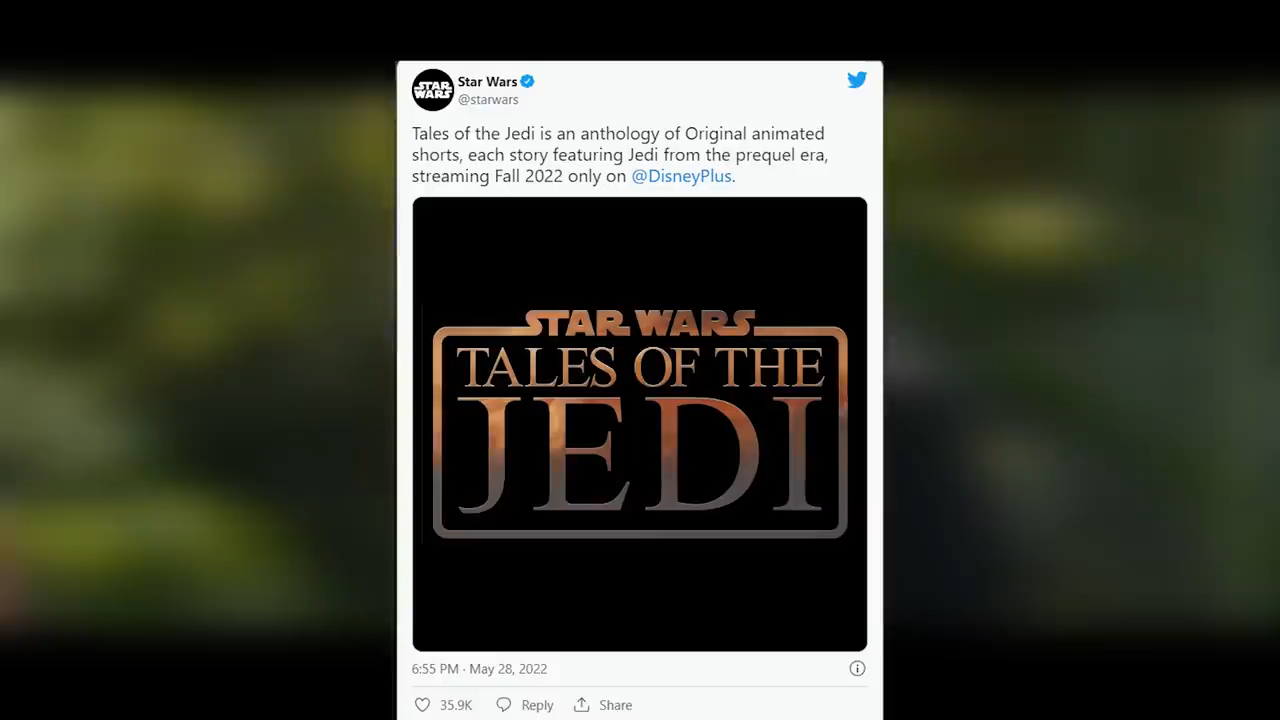 STAR
WARS
Star Wars
@starwars
Tales of the Jedi is an anthology of Original animated
shorts, each story featuring Jedi from the prequel era,
streaming Fall 2022 only on @DisneyPlus.
STAR WARS
TALES OF THE
JEDI
6:55 PM · May 28, 2022
35.9K Reply Share